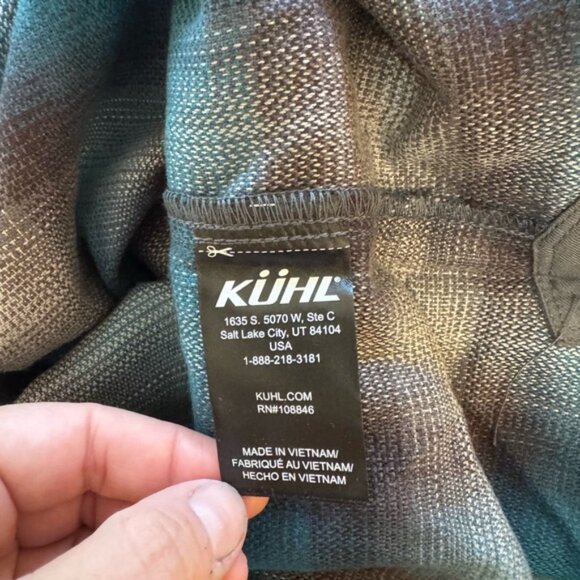 KÜHL
1635 S. 5070 W, Ste C
Salt Lake City, UT 84104
USA
1-888-218-3181
KUHL.COM
RN#108846
MADE IN VIETNAM/
FABRIQUÉ AU VIETNAM/
HECHO EN VIETNAM